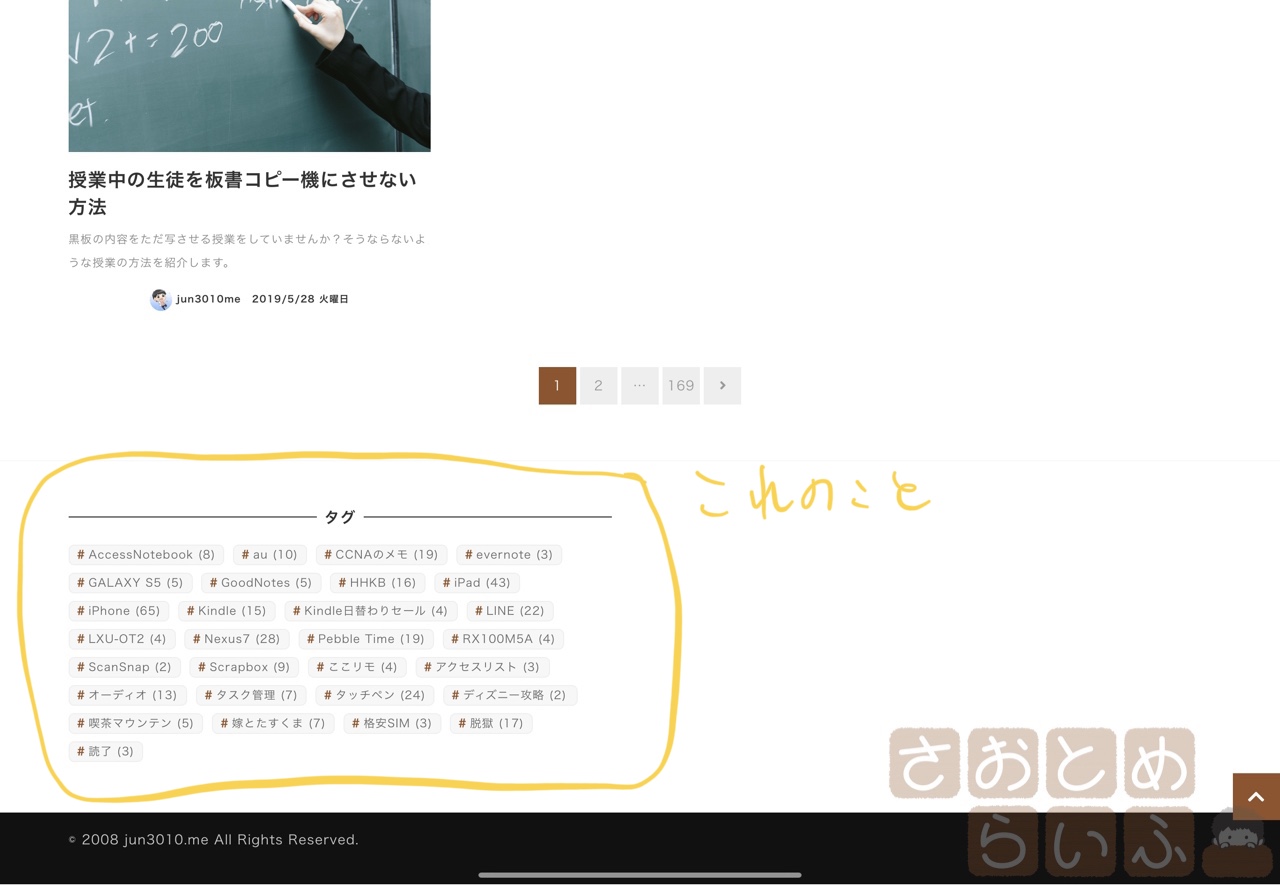 N2+=200
et.
授業中の生徒を板書コピー機にさせない
方法
黒板の内容をただ写させる授業をしていませんか？そうならないよ
うな授業の方法を紹介します。
jun3010me 2019/5/28 火曜日
1 2 … 169 >
これのこと
タグ
# AccessNotebook (8) # au (10) # CCNAのメモ (19) # evernote (3)
# GALAXY S5 (5) # GoodNotes (5) # HHKB (16) # iPad (43)
# iPhone (65) # Kindle (15) # Kindle日替わりセール (4) # LINE (22)
# LXU-OT2 (4) # Nexus7 (28) # Pebble Time (19) # RX100M5A (4)
# ScanSnap (2) # Scrapbox (9) # ここリモ (4) # アクセスリスト (3)
# オーディオ (13) # タスク管理 (7) # タッチペン (24) # ディズニー攻略 (2)
# 喫茶マウンテン (5) # 嫁とたすくま (7) # 格安SIM (3) # 脱獄 (17)
# 読了 (3)
さおとめ
らいふ
© 2008 jun3010.me All Rights Reserved.